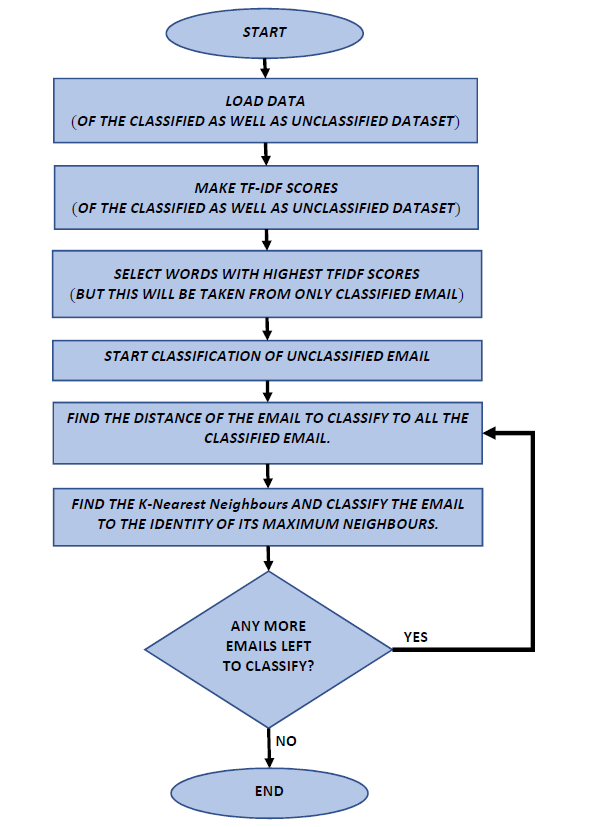 START
LOAD DATA
(OF THE CLASSIFIED AS WELL AS UNCLASSIFIED DATASET)
MAKE TF-IDF SCORES
(OF THE CLASSIFIED AS WELL AS UNCLASSIFIED DATASET)
SELECT WORDS WITH HIGHEST TFIDF SCORES
(BUT THIS WILL BE TAKEN FROM ONLY CLASSIFIED EMAIL)
START CLASSIFICATION OF UNCLASSIFIED EMAIL
FIND THE DISTANCE OF THE EMAIL TO CLASSIFY TO ALL THE
CLASSIFIED EMAIL.
FIND THE K-Nearest Neighbours AND CLASSIFY THE EMAIL
TO THE IDENTITY OF ITS MAXIMUM NEIGHBOURS.
ANY MORE
EMAILS LEFT
TO CLASSIFY?
YES
NO
END